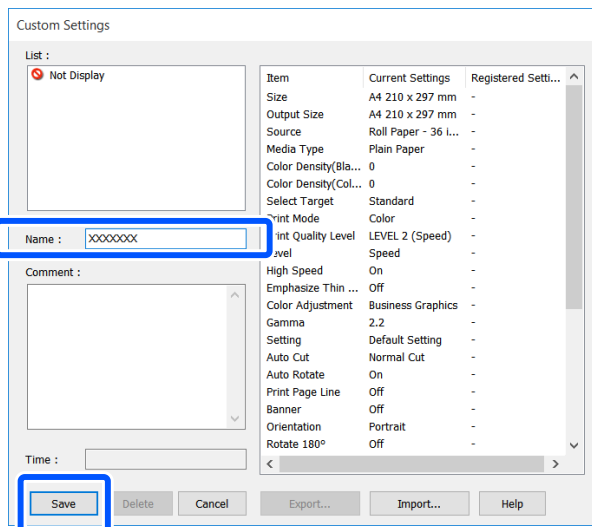 Custom Settings
List :
Not Display
Name : XXXXXXX
Comment :
Time :
Item Current Settings Registered Setti...
Size A4 210 x 297 mm -
Output Size A4 210 x 297 mm -
Source Roll Paper - 36 i... -
Media Type Plain Paper -
Color Density(Bla... 0 -
Color Density(Col... 0 -
Select Target Standard -
Print Mode Color -
Print Quality Level LEVEL 2 (Speed) -
Level Speed -
High Speed On -
Emphasize Thin ... Off -
Color Adjustment Business Graphics -
Gamma 2.2 -
Setting Default Setting -
Auto Cut Normal Cut -
Auto Rotate On -
Print Page Line Off -
Banner Off -
Orientation Portrait -
Rotate 180° Off -
Save Delete Cancel Export... Import... Help